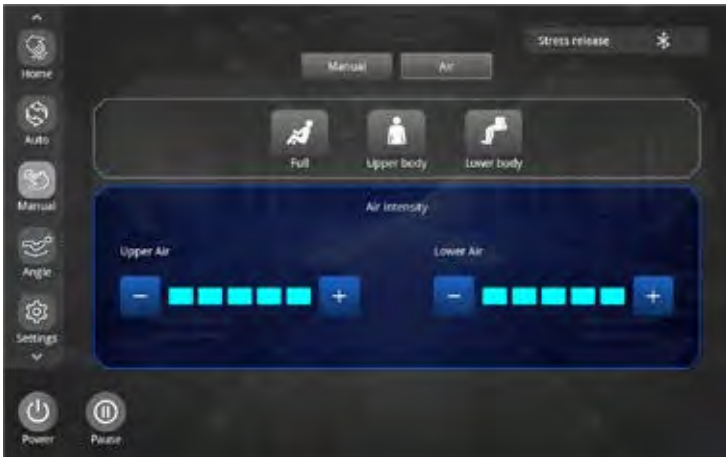 Stress release
Manual Air
Home
Auto
Manual
Angle
Settings
Full Upper body Lower body
Air Intensity
Upper Air Lower Air
Power Pause